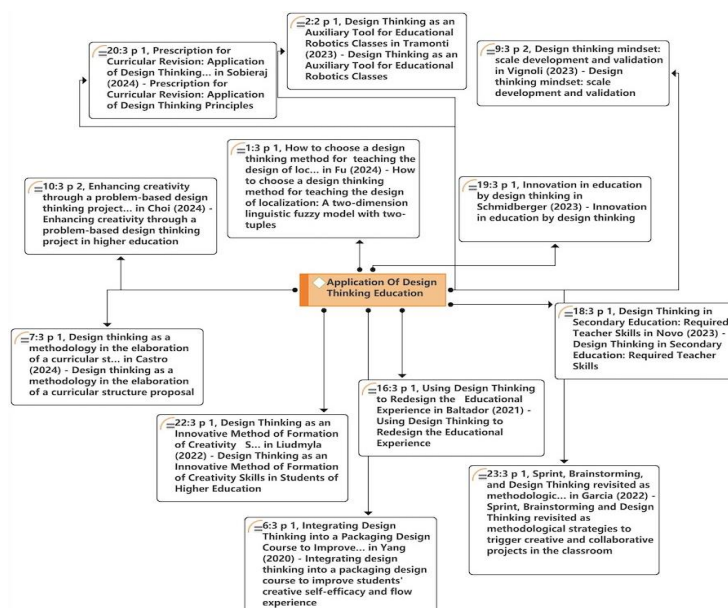 20:3 p 1, Prescription for
Curricular Revision: Application
of Design Thinking... in Sobieraj
(2024) - Prescription for
Curricular Revision: Application
of Design Thinking Principles
2:2 p 1, Design Thinking as an
Auxiliary Tool for Educational
Robotics Classes in Tramonti
(2023) - Design Thinking as an
Auxiliary Tool for Educational
Robotics Classes
9:3 p 2, Design thinking mindset:
scale development and validation
in Vignoli (2023) - Design
thinking mindset: scale
development and validation
1:3 p 1, How to choose a design
thinking method for teaching the
design of loc... in Fu (2024) - How
to choose a design thinking
method for teaching the design
of localization: A two-dimension
linguistic fuzzy model with two-
tuples
10:3 p 2, Enhancing creativity
through a problem-based design
thinking project... in Choi (2024) -
Enhancing creativity through a
problem-based design thinking
project in higher education
19:3 p 1, Innovation in education
by design thinking in
Schmidberger (2023) - Innovation
in education by design thinking
Application Of Design
Thinking Education
18:3 p 1, Design Thinking in
Secondary Education: Required
Teacher Skills in Novo (2023) -
Design Thinking in Secondary
Education: Required Teacher
Skills
7:3 p 1, Design thinking as a
methodology in the elaboration
of a curricular st... in Castro
(2024) - Design thinking as a
methodology in the elaboration
of a curricular structure proposal
16:3 p 1, Using Design Thinking
to Redesign the Educational
Experience in Baltador (2021) -
Using Design Thinking to
Redesign the Educational
Experience
22:3 p 1, Design Thinking as an
Innovative Method of Formation
of Creativity S... in Liudmyla
(2022) - Design Thinking as an
Innovative Method of Formation
of Creativity Skills in Students of
Higher Education
23:3 p 1, Sprint, Brainstorming,
and Design Thinking revisited as
methodologic... in Garcia (2022) -
Sprint, Brainstorming and Design
Thinking revisited as
methodological strategies to
trigger creative and collaborative
projects in the classroom
6:3 p 1, Integrating Design
Thinking into a Packaging Design
Course to Improve... in Yang
(2020) - Integrating design
thinking into a packaging design
course to improve students'
creative self-efficacy and flow
experience